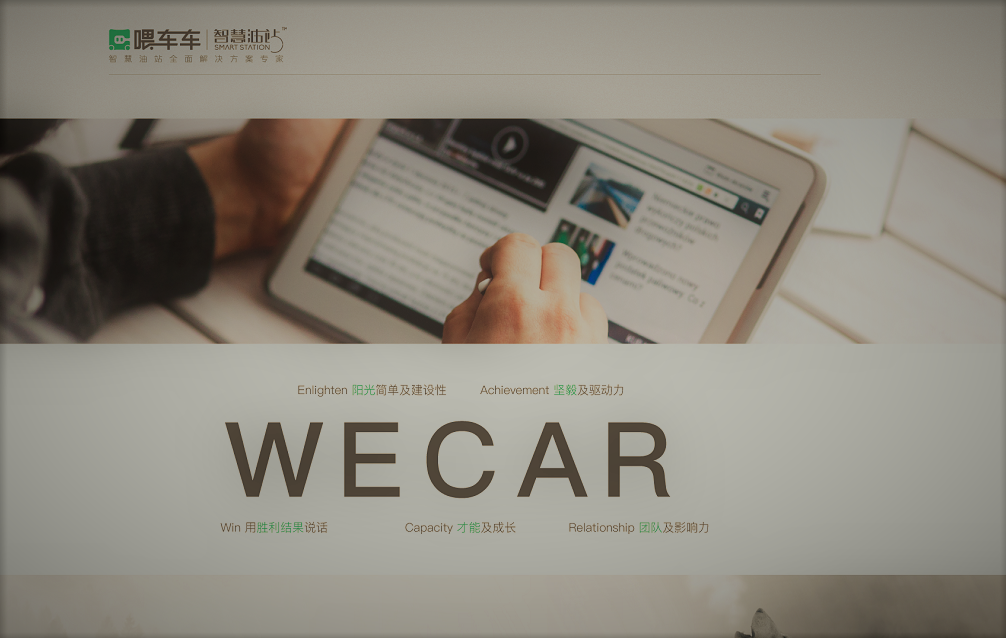 喂车车 智慧油站™
SMART STATION
智慧油站全面解决方案专家
Enlighten 阳光简单及建设性 Achievement 坚毅及驱动力
WECAR
Win 用胜利结果说话 Capacity 才能及成长 Relationship 团队及影响力